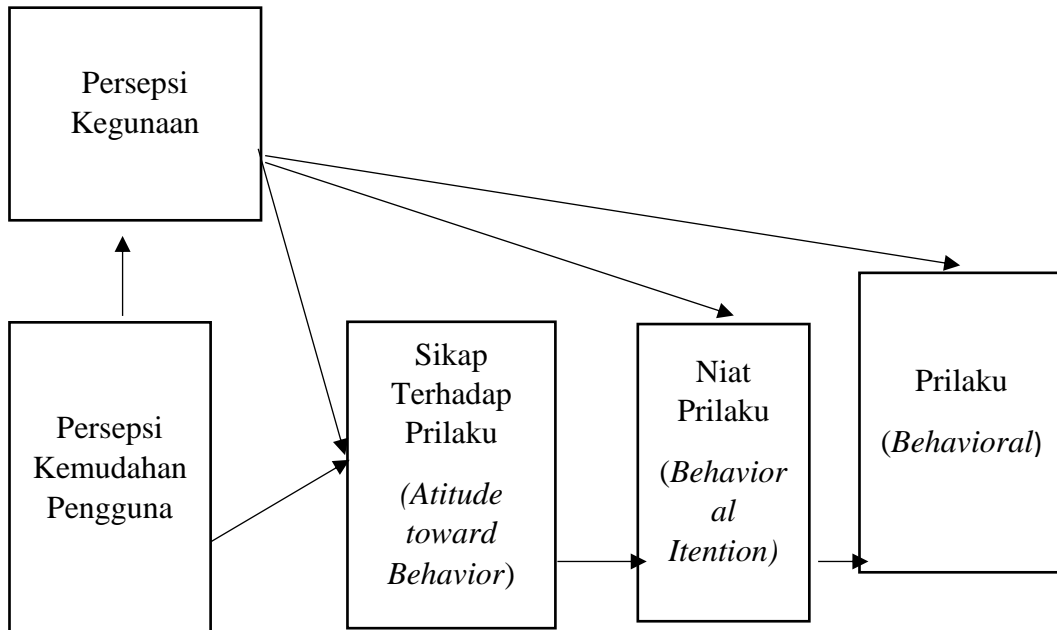 Persepsi
Kegunaan
Persepsi
Kemudahan
Pengguna
Sikap
Terhadap
Prilaku
(Atitude
toward
Behavior)
Niat
Prilaku
(Behavior
al
Itention)
Prilaku
(Behavioral)